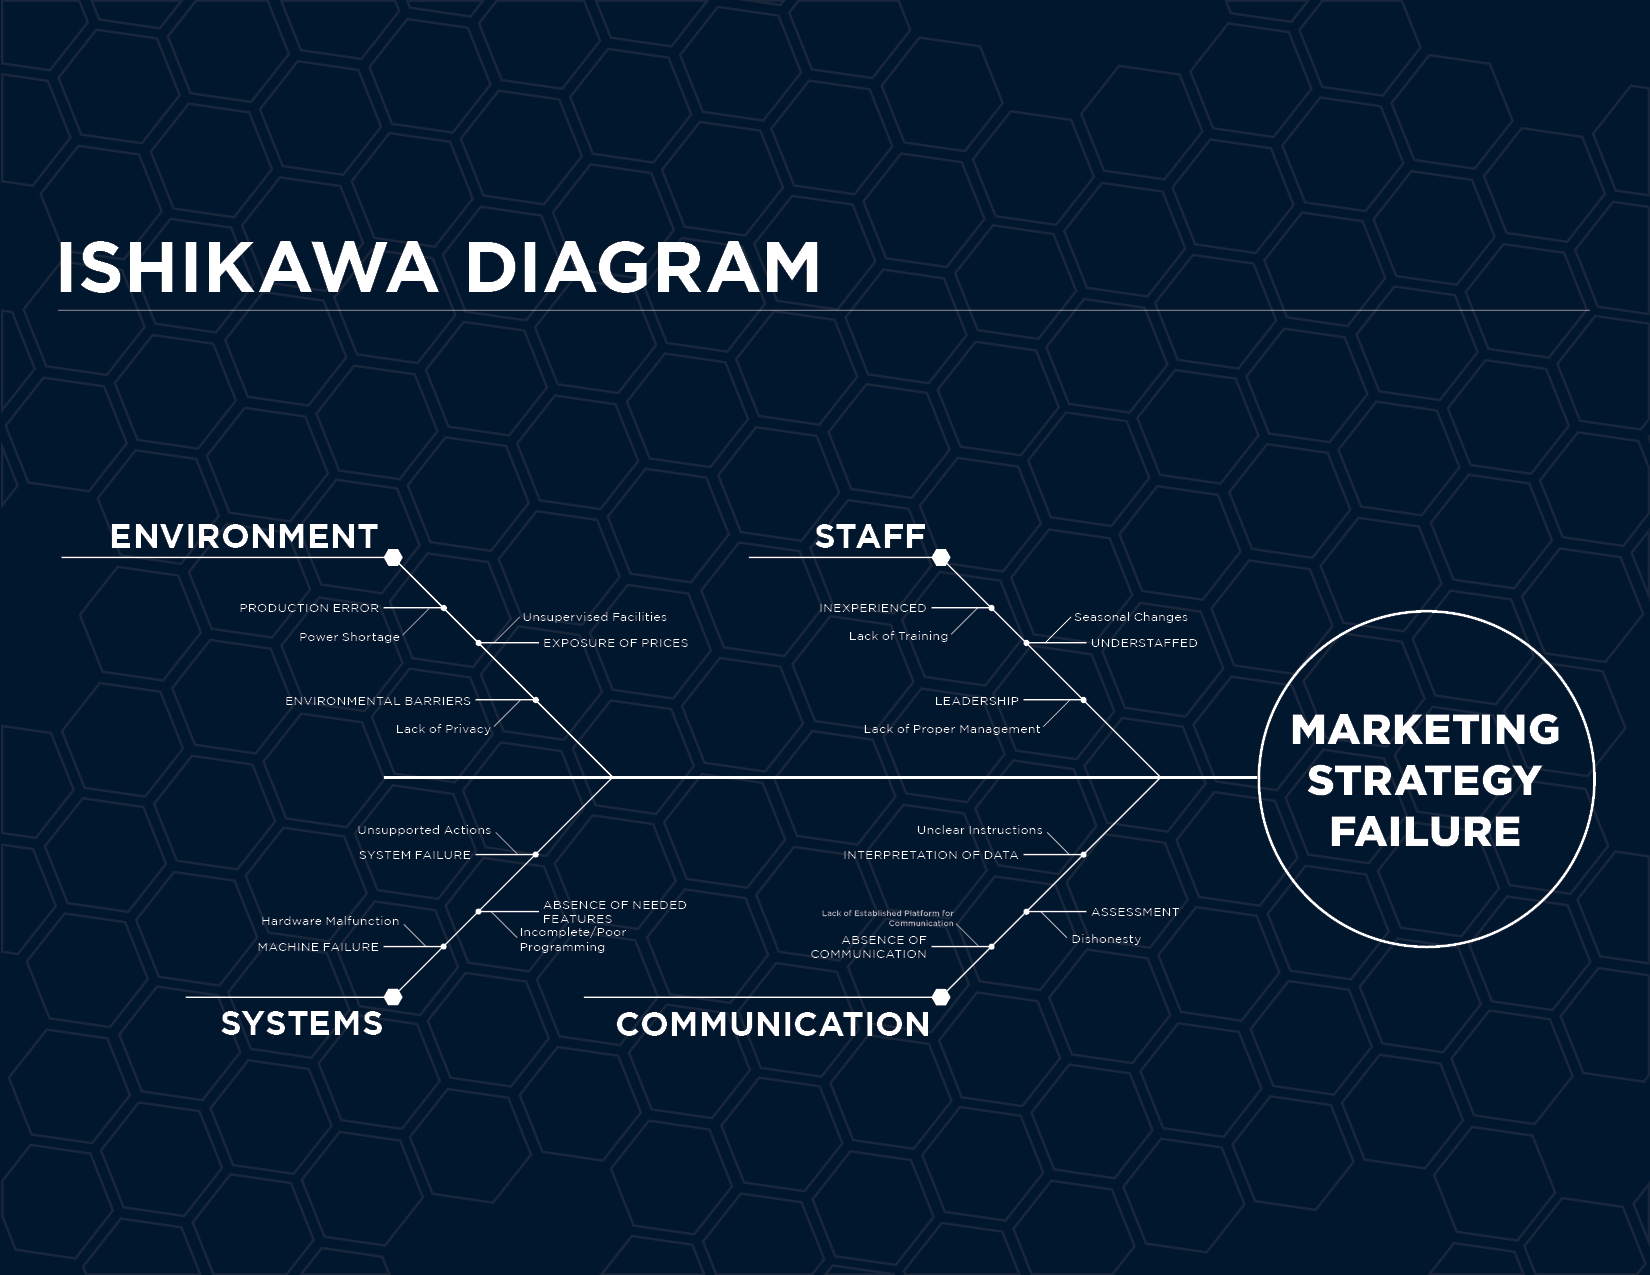 ISHIKAWA DIAGRAM
ENVIRONMENT
PRODUCTION ERROR
Power Shortage
Unsupervised Facilities
EXPOSURE OF PRICES
ENVIRONMENTAL BARRIERS
Lack of Privacy
STAFF
INEXPERIENCED
Lack of Training
Seasonal Changes
UNDERSTAFFED
LEADERSHIP
Lack of Proper Management
MARKETING
STRATEGY
FAILURE
Unsupported Actions
SYSTEM FAILURE
ABSENCE OF NEEDED
FEATURES
Incomplete/Poor
Programming
Hardware Malfunction
MACHINE FAILURE
SYSTEMS
Unclear Instructions
INTERPRETATION OF DATA
ASSESSMENT
Dishonesty
Lack of Established Platform for
Communication
ABSENCE OF
COMMUNICATION
COMMUNICATION